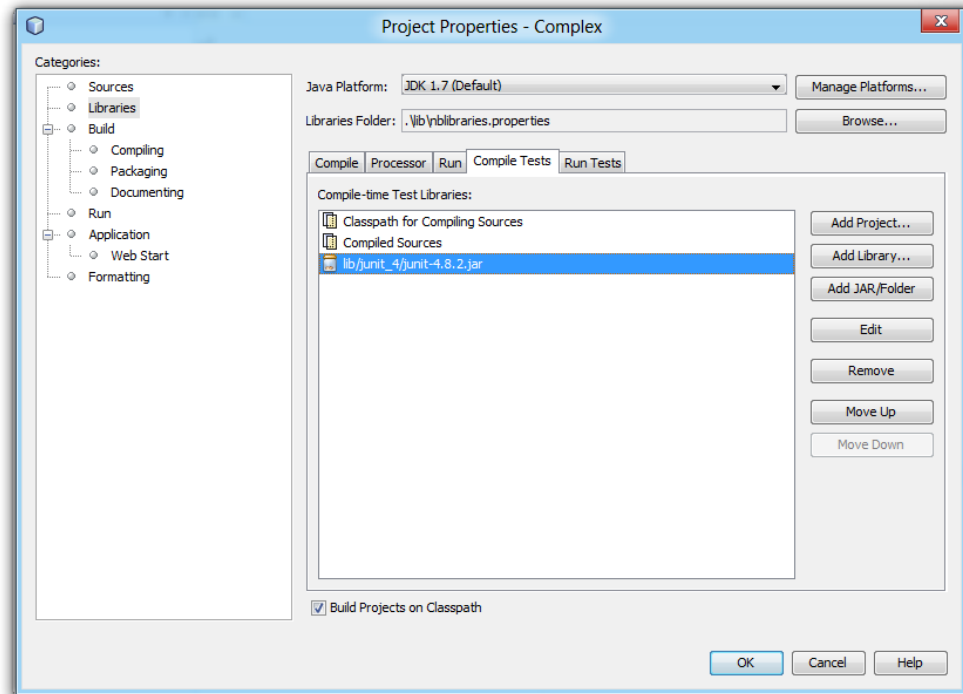 Project Properties - Complex
x
Categories:
Sources
Libraries
Build
Compiling
Packaging
Documenting
Run
Application
Web Start
Formatting
Java Platform: JDK 1.7 (Default) Manage Platforms...
Libraries Folder: .\lib\nblibraries.properties Browse...
Compile Processor Run Compile Tests Run Tests
Compile-time Test Libraries:
Classpath for Compiling Sources
Compiled Sources
lib/junit_4/junit-4.8.2.jar
Add Project...
Add Library...
Add JAR/Folder
Edit
Remove
Move Up
Move Down
Build Projects on Classpath
OK Cancel Help